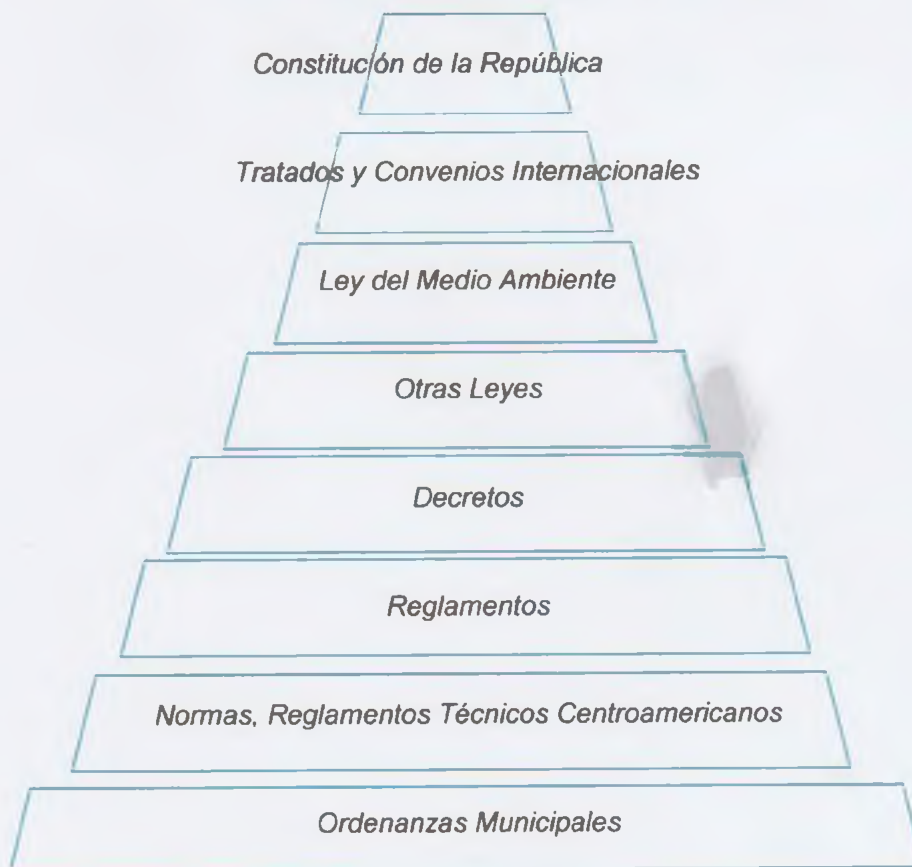 Constitución de la República
Tratados y Convenios Internacionales
Ley del Medio Ambiente
Otras Leyes
Decretos
Reglamentos
Normas, Reglamentos Técnicos Centroamericanos
Ordenanzas Municipales